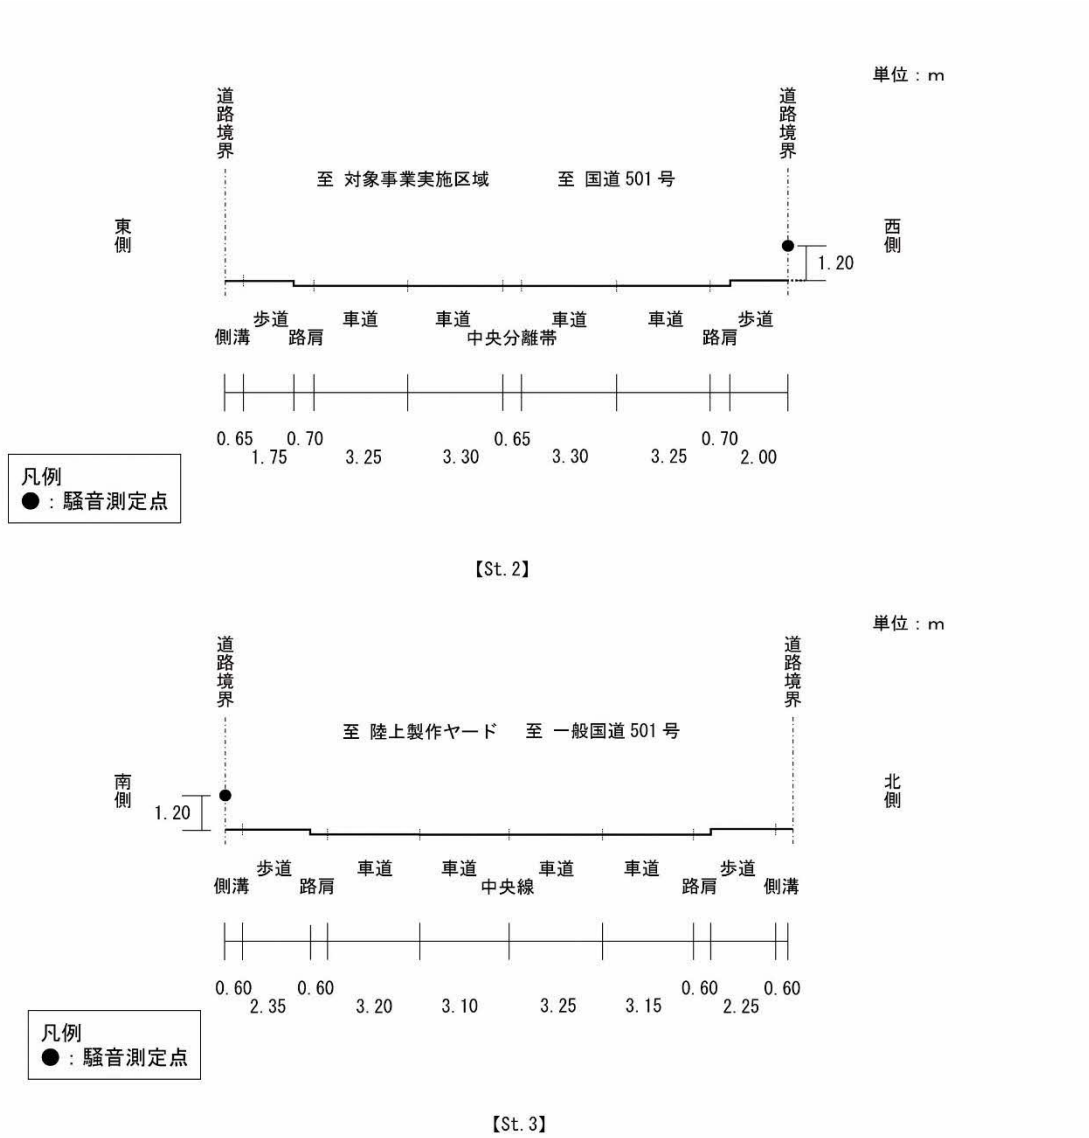 単位：m
道路境界
道路境界
至 対象事業実施区域 至 国道501号
東側
西側
1.20
歩道 車道 車道 車道 車道 歩道
側溝 路肩 中央分離帯 路肩
0.65 0.70 0.65 0.70
1.75 3.25 3.30 3.30 3.25 2.00
凡例
●：騒音測定点
【St.2】
単位：m
道路境界
道路境界
至 陸上製作ヤード 至 一般国道501号
南側
北側
1.20
歩道 車道 車道 車道 車道 歩道
側溝 路肩 中央線 路肩 側溝
0.60 0.60 0.60 0.60
2.35 3.20 3.10 3.25 3.15 2.25
凡例
●：騒音測定点
【St.3】